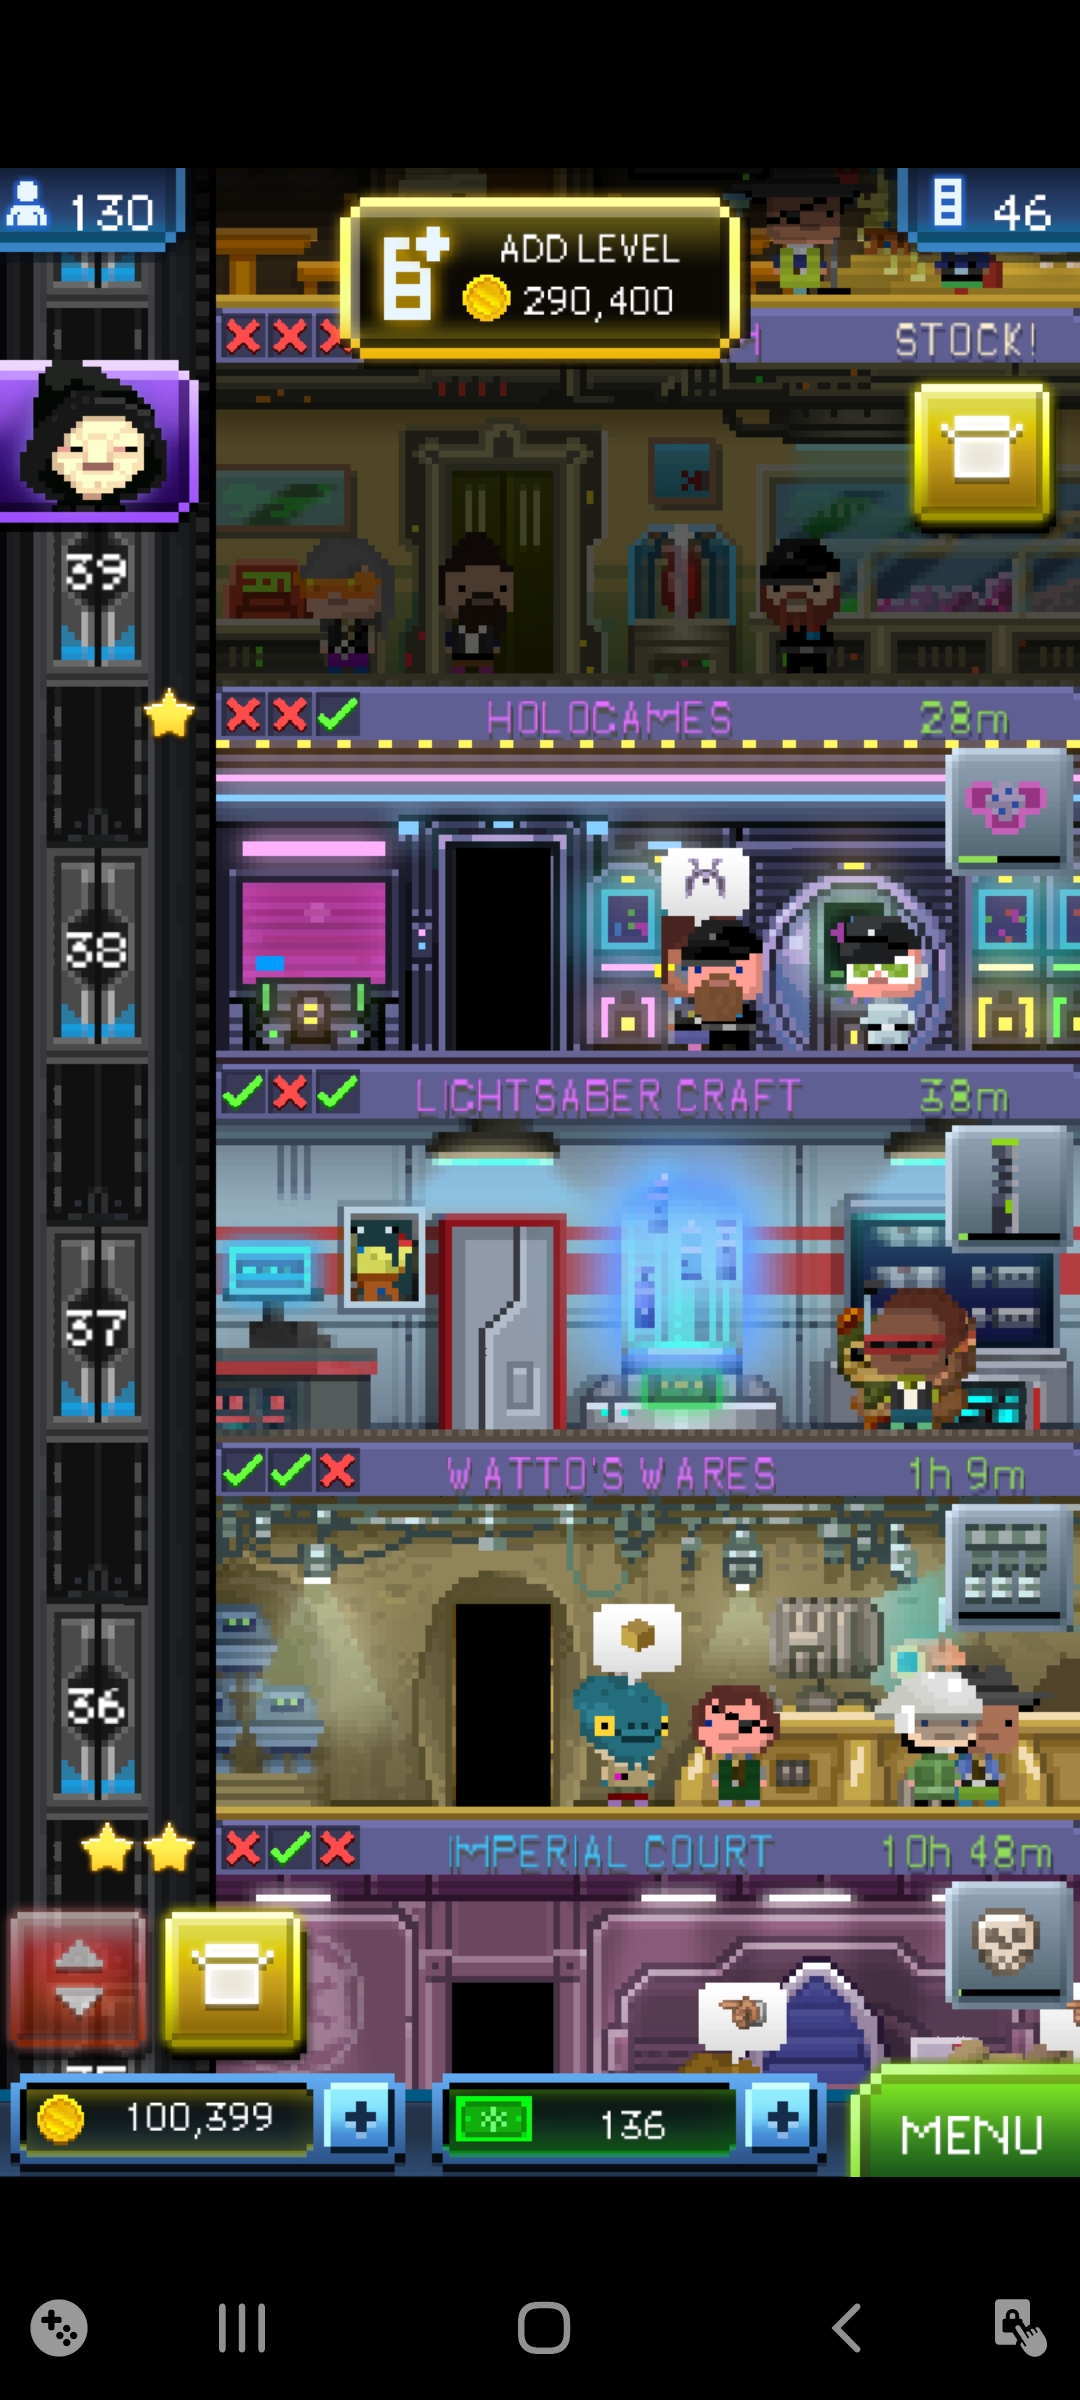 130
ADD LEVEL
46
290,400
STOCK!
39
HOLOGAMES 28m
38
LIGHTSABER CRAFT 38m
37
WATTO'S WARES 1h 9m
36
IMPERIAL COURT 10h 48m
100,399
136
MENU